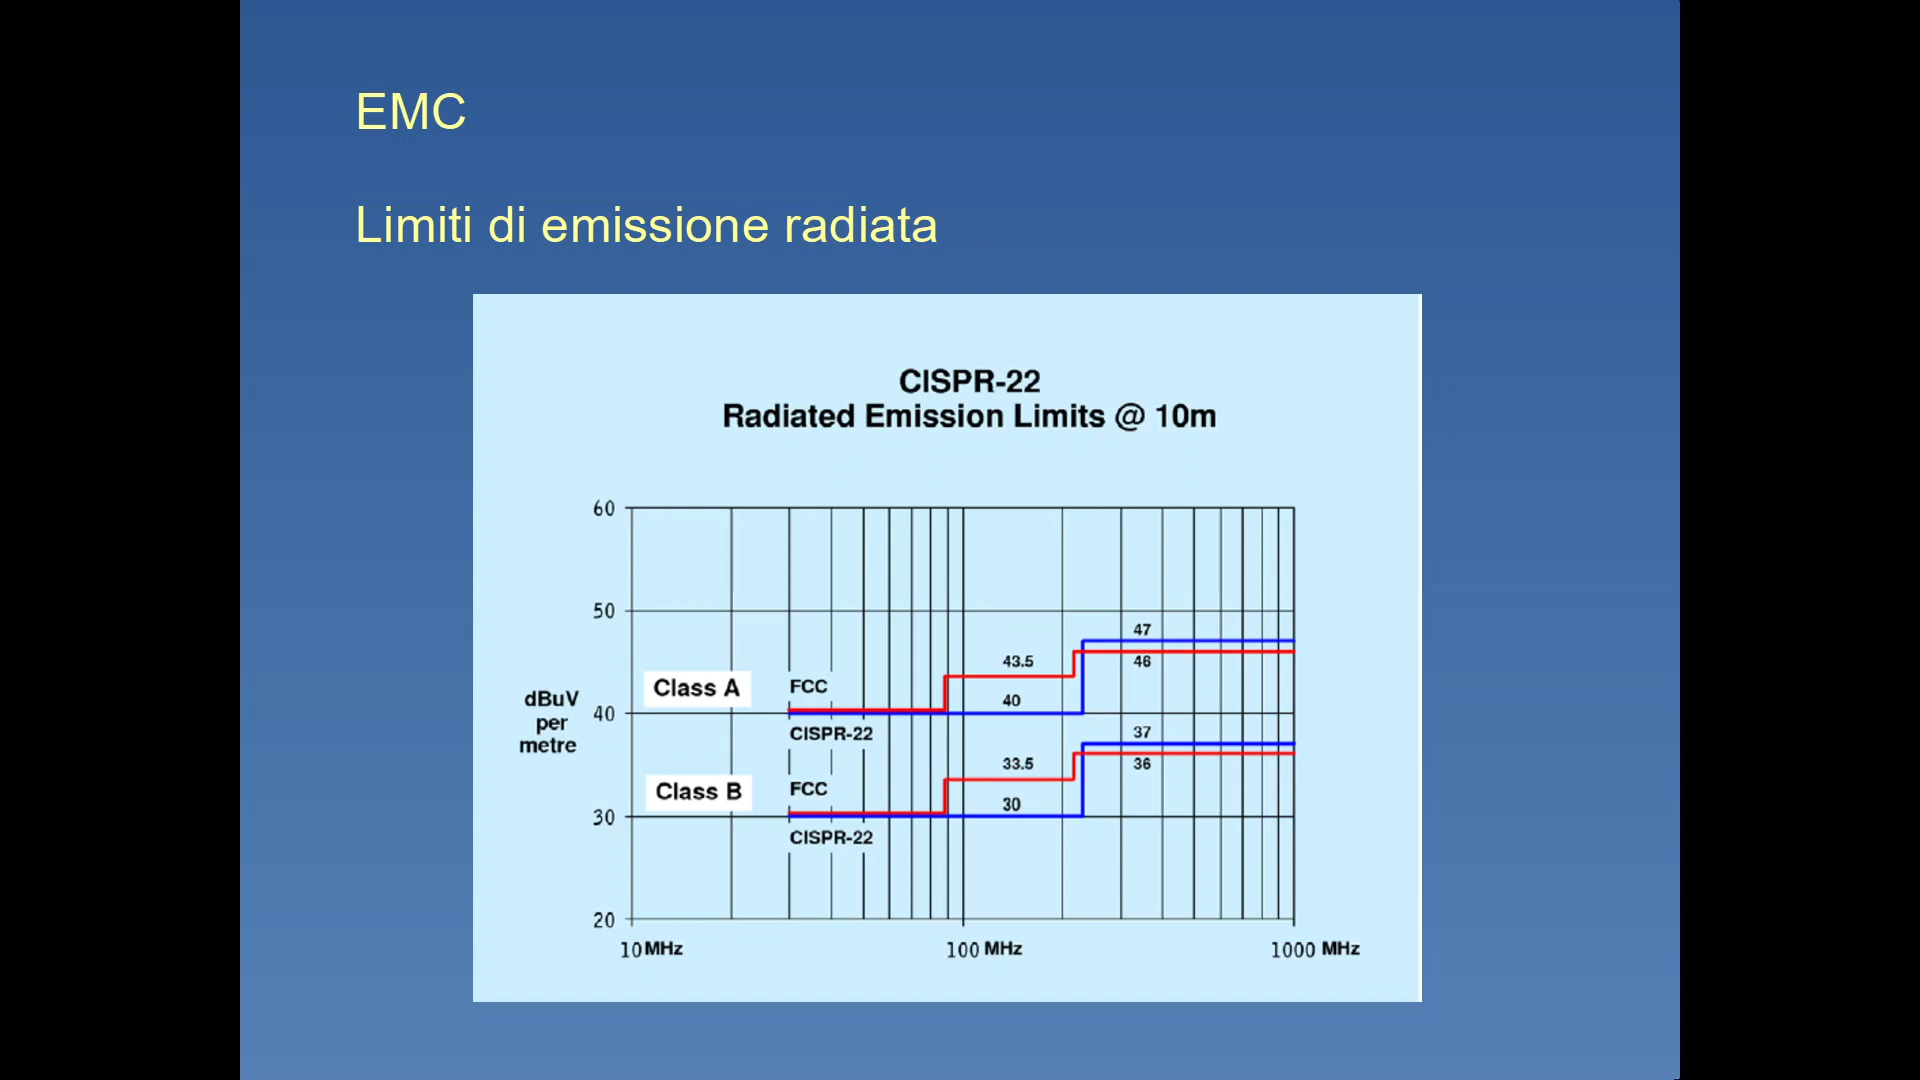 EMC
Limiti di emissione radiata
CISPR-22
Radiated Emission Limits @ 10m
60
50
47
43.5
46
Class A
FCC
dBuV
per
metre
40
40
CISPR-22
37
33.5
36
Class B
FCC
30
30
CISPR-22
20
10 MHz
100 MHz
1000 MHz